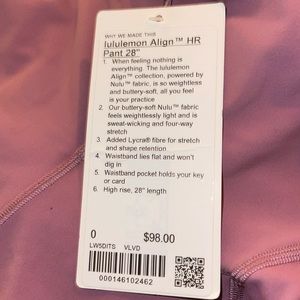 WHY WE MADE THIS
lululemon Align™ HR
Pant 28"
1. When feeling nothing is
everything. The lululemon
Align™ collection, powered by
Nulu™ fabric, is so weightless
and buttery-soft, all you feel
is your practice
2. Our buttery-soft Nulu™ fabric
feels weightlessly light and is
sweat-wicking and four-way
stretch
3. Added Lycra® fibre for stretch
and shape retention
4. Waistband lies flat and won't
dig in
5. Waistband pocket holds your key
or card
6. High rise, 28" length
0 $98.00
LW5DITS VLVD
000146102462